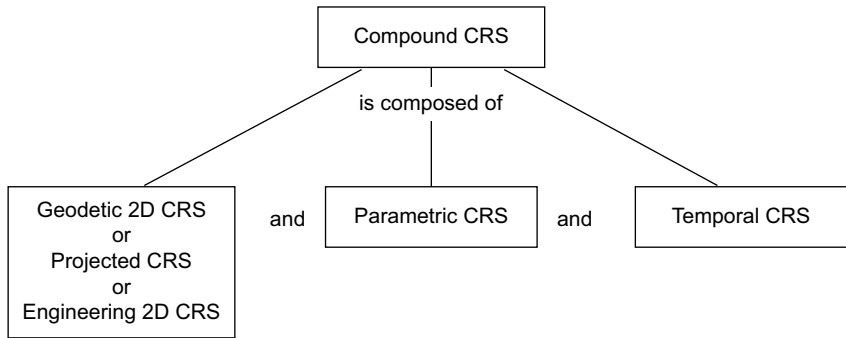 Compound CRS
is composed of
Geodetic 2D CRS
or
Projected CRS
or
Engineering 2D CRS
and
Parametric CRS
and
Temporal CRS